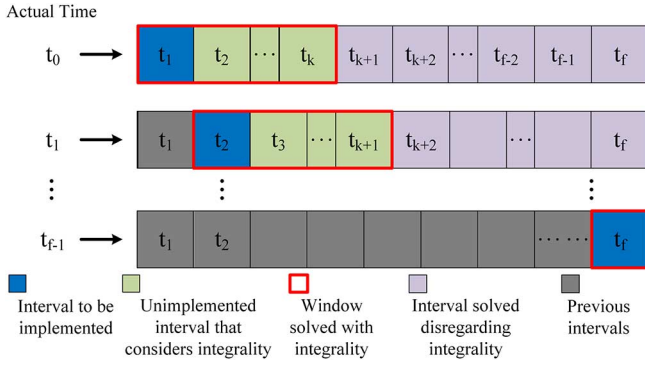 Actual Time
t0 t1 t2 ... tk tk+1 tk+2 ... tf-2 tf-1 tf
t1 t1 t2 t3 ... tk+1 tk+2 ... tf
⋮ ⋮ ⋮
tf-1 t1 t2 ... ... tf
Interval to be
implemented
Unimplemented
interval that
considers integrality
Window
solved with
integrality
Interval solved
disregarding
integrality
Previous
intervals